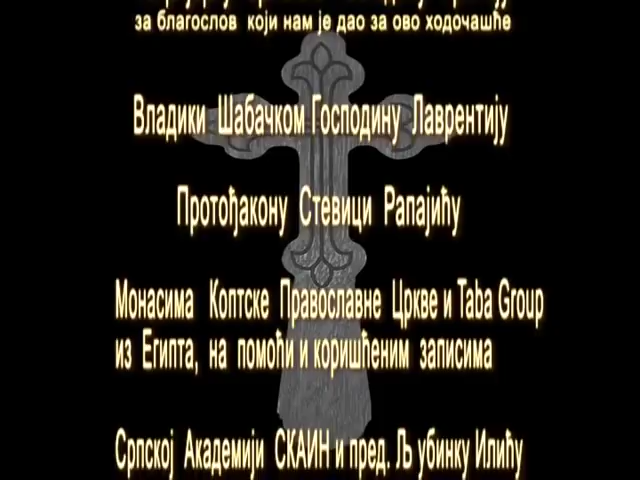 за благослов који нам је дао за ово ходочашће
Владики Шабачком Господину Лаврентију
Протођакону Стевици Рапајићу
Монасима Коптске Православне Цркве и Taba Group
из Египта, на помоћи и коришћеним записима
Српској Академији СКАИН и пред. Љ убинку Илићу